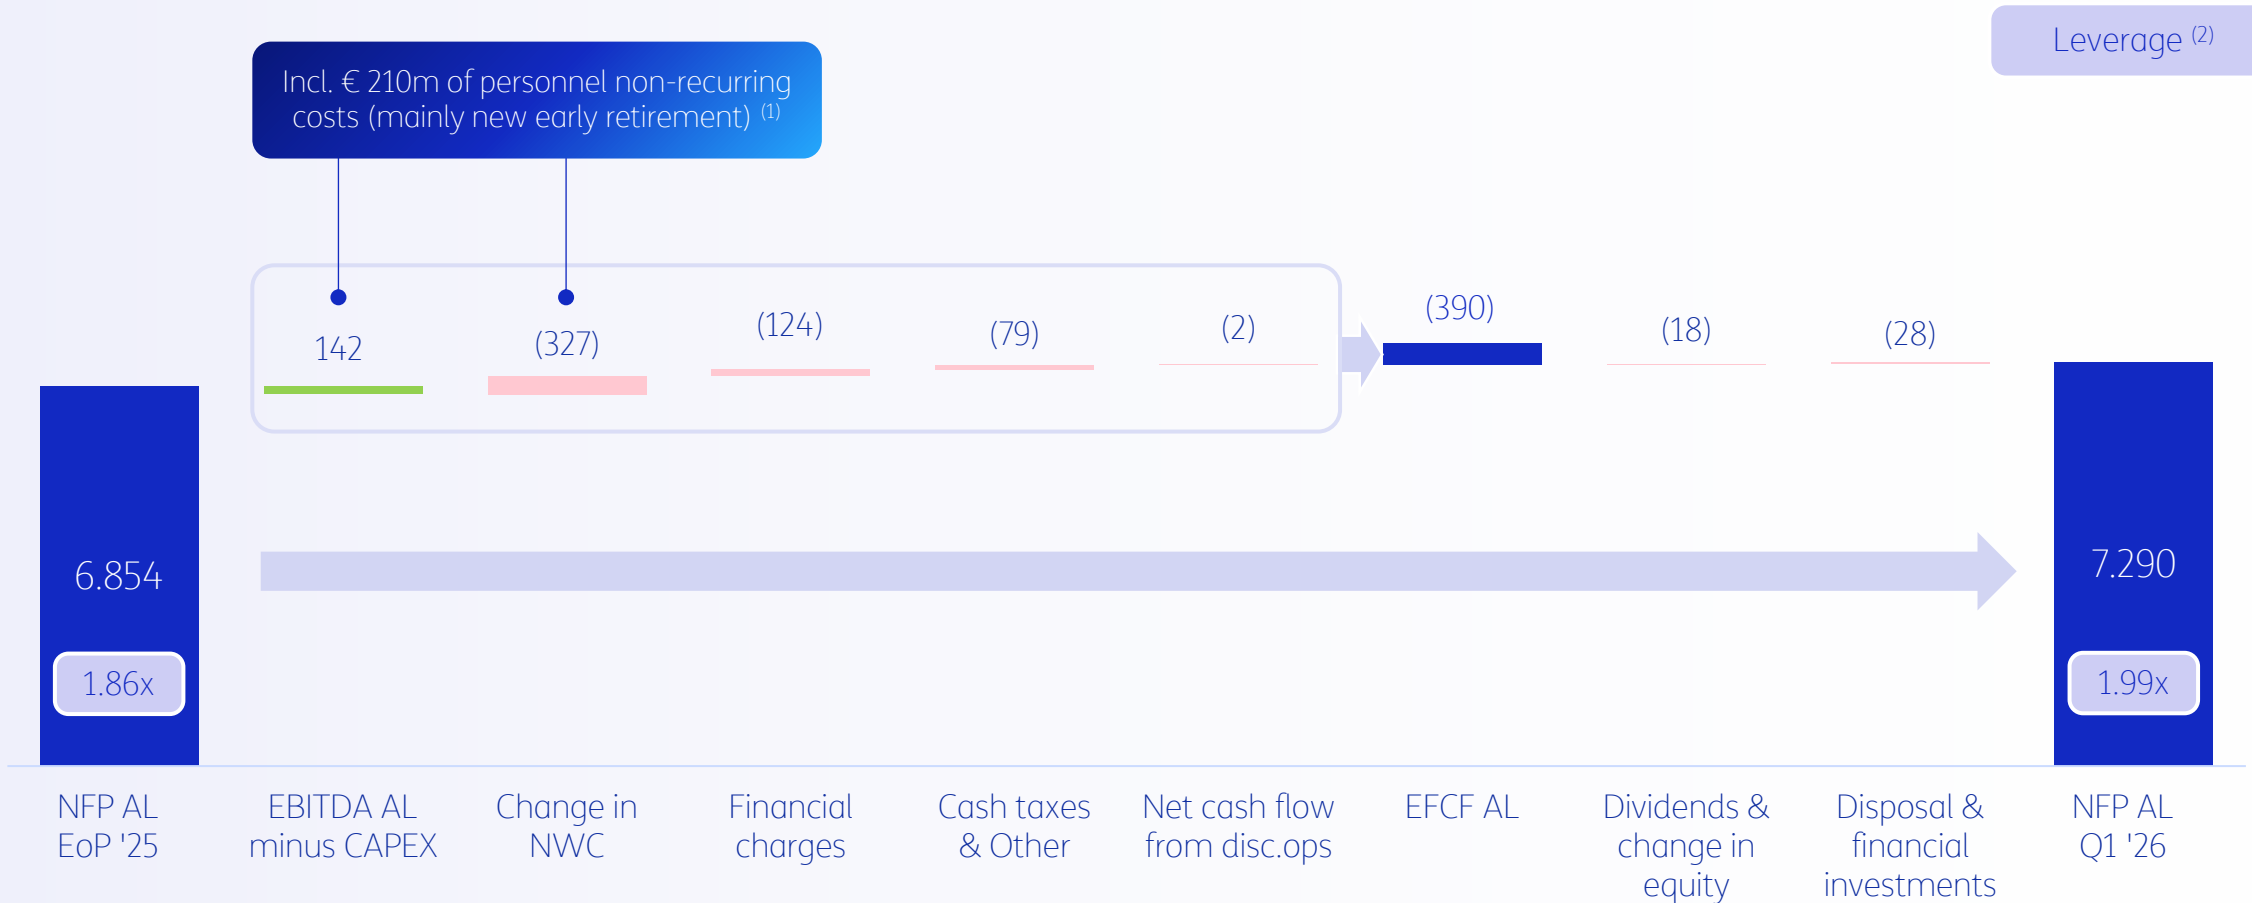 Leverage (2)
Incl. € 210m of personnel non-recurring
costs (mainly new early retirement) (1)
142
(327)
(124)
(79)
(2)
(390)
(18)
(28)
6.854
7.290
1.86x
1.99x
NFP AL
EoP '25
EBITDA AL
minus CAPEX
Change in
NWC
Financial
charges
Cash taxes
& Other
Net cash flow
from disc.ops
EFCF AL
Dividends &
change in
equity
Disposal &
financial
investments
NFP AL
Q1 '26